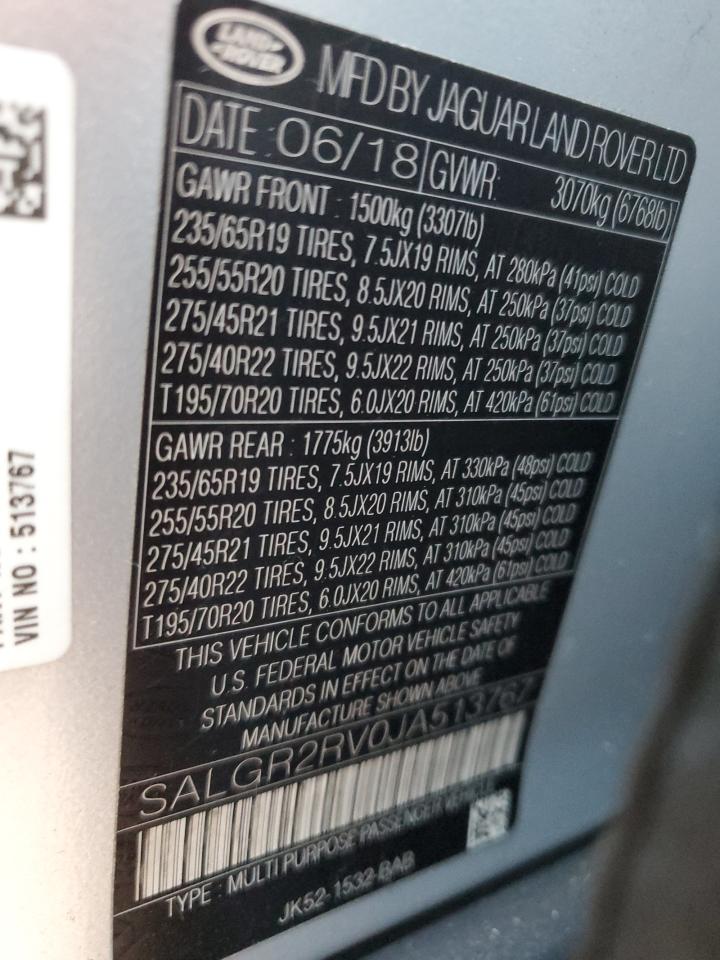 LAND ROVER
MFD BY JAGUAR LAND ROVER LTD
DATE : 06/18 GVWR: 3070kg (6768lb)
GAWR FRONT : 1500kg (3307lb)
235/65R19 TIRES, 7.5JX19 RIMS, AT 280kPa (41psi) COLD
255/55R20 TIRES, 8.5JX20 RIMS, AT 250kPa (37psi) COLD
275/45R21 TIRES, 9.5JX21 RIMS, AT 250kPa (37psi) COLD
275/40R22 TIRES, 9.5JX22 RIMS, AT 250kPa (37psi) COLD
T195/70R20 TIRES, 6.0JX20 RIMS, AT 420kPa (61psi) COLD
GAWR REAR : 1775kg (3913lb)
235/65R19 TIRES, 7.5JX19 RIMS, AT 330kPa (48psi) COLD
255/55R20 TIRES, 8.5JX20 RIMS, AT 310kPa (45psi) COLD
275/45R21 TIRES, 9.5JX21 RIMS, AT 310kPa (45psi) COLD
275/40R22 TIRES, 9.5JX22 RIMS, AT 310kPa (45psi) COLD
T195/70R20 TIRES, 6.0JX20 RIMS, AT 420kPa (61psi) COLD
THIS VEHICLE CONFORMS TO ALL APPLICABLE
U.S. FEDERAL MOTOR VEHICLE SAFETY
STANDARDS IN EFFECT ON THE DATE OF
MANUFACTURE SHOWN ABOVE
SALGR2RV0JA513767
TYPE : MULTI PURPOSE PASSENGER VEHICLE
JK52-1532-BAB
VIN NO : 513767